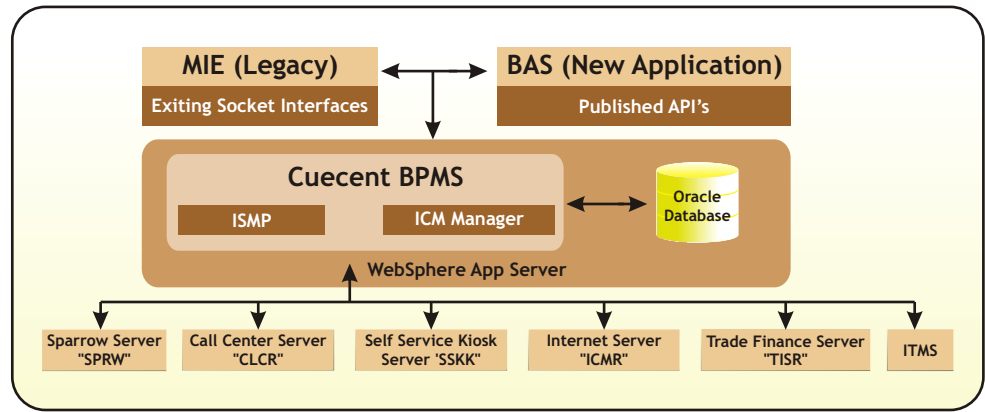 MIE (Legacy)
Exiting Socket Interfaces
BAS (New Application)
Published API's
Cuecent BPMS
ISMP
ICM Manager
Oracle
Database
WebSphere App Server
Sparrow Server
"SPRW"
Call Center Server
"CLCR"
Self Service Kiosk
Server 'SSKK"
Internet Server
"ICMR"
Trade Finance Server
"TISR"
ITMS